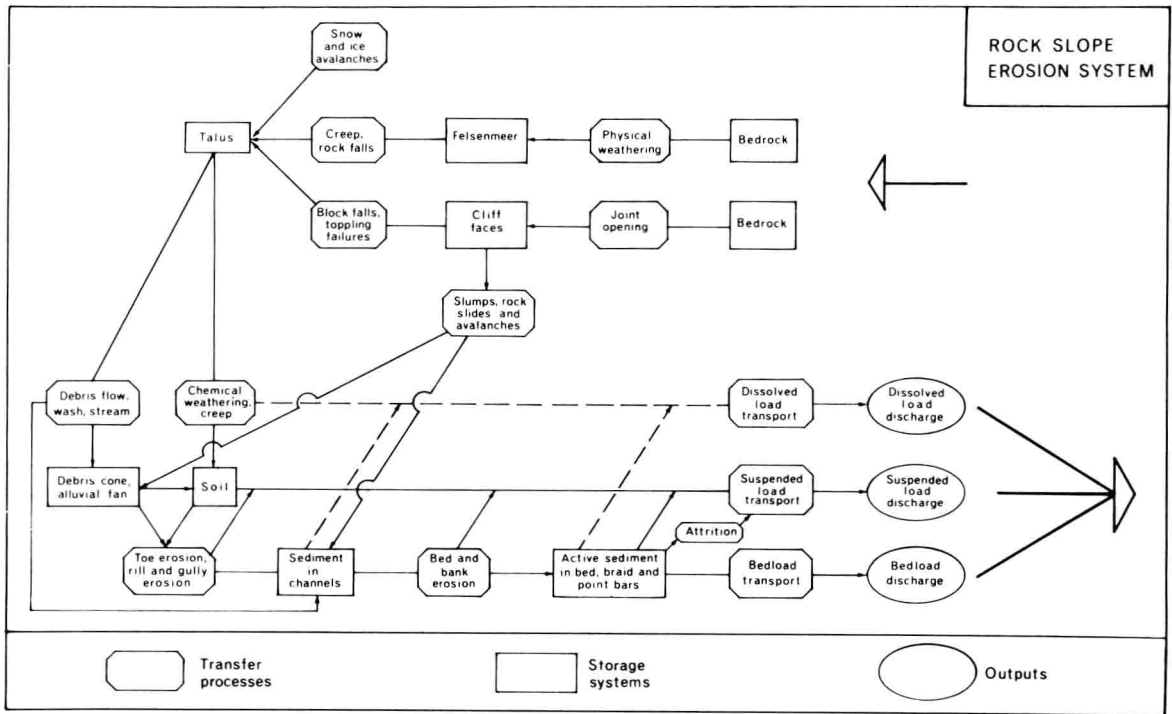 ROCK SLOPE
EROSION SYSTEM
Snow
and ice
avalanches
Talus
Creep,
rock falls
Felsenmeer
Physical
weathering
Bedrock
Block falls,
toppling
failures
Cliff
faces
Joint
opening
Bedrock
Slumps, rock
slides and
avalanches
Debris flow,
wash, stream
Chemical
weathering,
creep
Dissolved
load
transport
Dissolved
load
discharge
Debris cone,
alluvial fan
Soil
Suspended
load
transport
Suspended
load
discharge
Attrition
Toe erosion,
rill and gully
erosion
Sediment
in
channels
Bed and
bank
erosion
Active sediment
in bed, braid and
point bars
Bedload
transport
Bedload
discharge
Transfer
processes
Storage
systems
Outputs